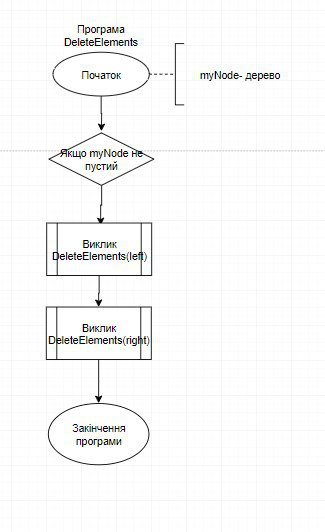 Програма
DeleteElements
Початок
myNode- дерево
Якщо myNode не
пустий
Виклик
DeleteElements(left)
Виклик
DeleteElements(right)
Закінчення
програми